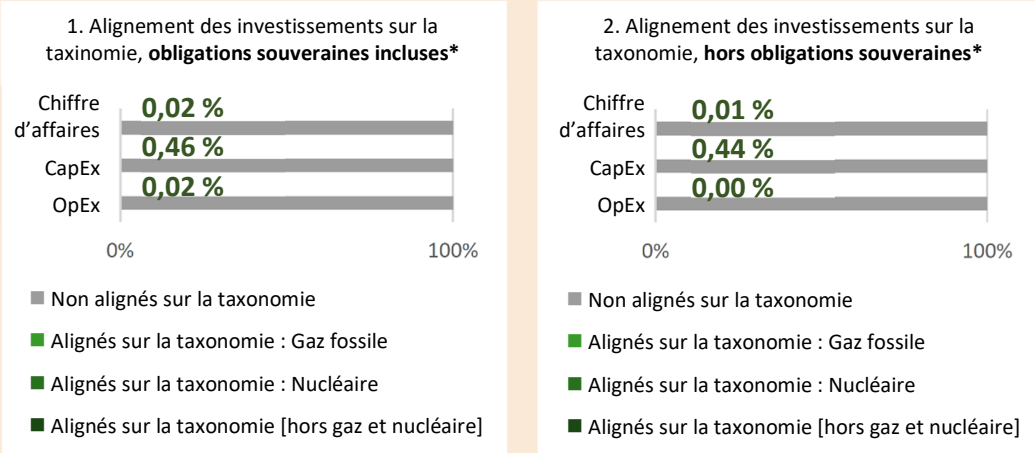 1. Alignement des investissements sur la
taxinomie, obligations souveraines incluses*
Chiffre
d'affaires
0,02 %
CapEx
0,46 %
OpEx
0,02 %
0%
100%
Non alignés sur la taxonomie
Alignés sur la taxonomie : Gaz fossile
Alignés sur la taxonomie : Nucléaire
Alignés sur la taxonomie [hors gaz et nucléaire]
2. Alignement des investissements sur la
taxonomie, hors obligations souveraines*
Chiffre
d'affaires
0,01 %
CapEx
0,44 %
OpEx
0,00 %
0%
100%
Non alignés sur la taxonomie
Alignés sur la taxonomie : Gaz fossile
Alignés sur la taxonomie : Nucléaire
Alignés sur la taxonomie [hors gaz et nucléaire]